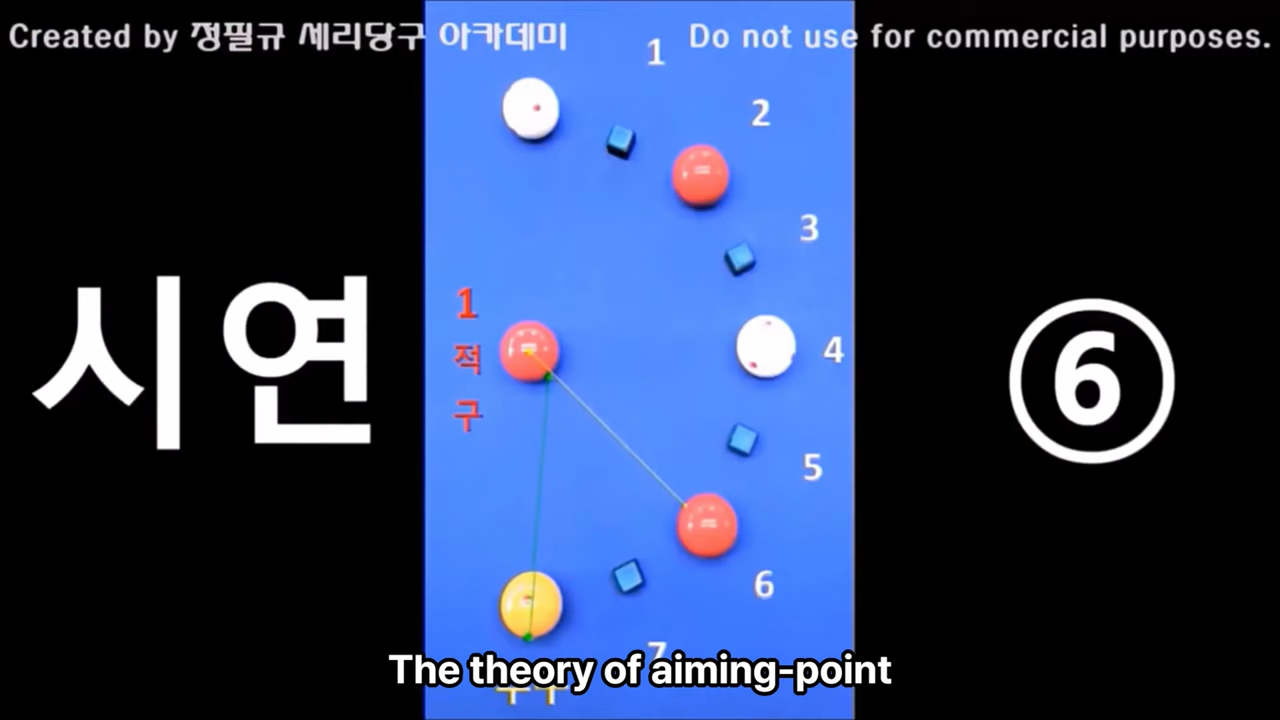 Created by 정필규 세리당구 아카데미
Do not use for commercial purposes.
1
2
3
1
적
구
4
시연
⑥
5
6
7
The theory of aiming-point